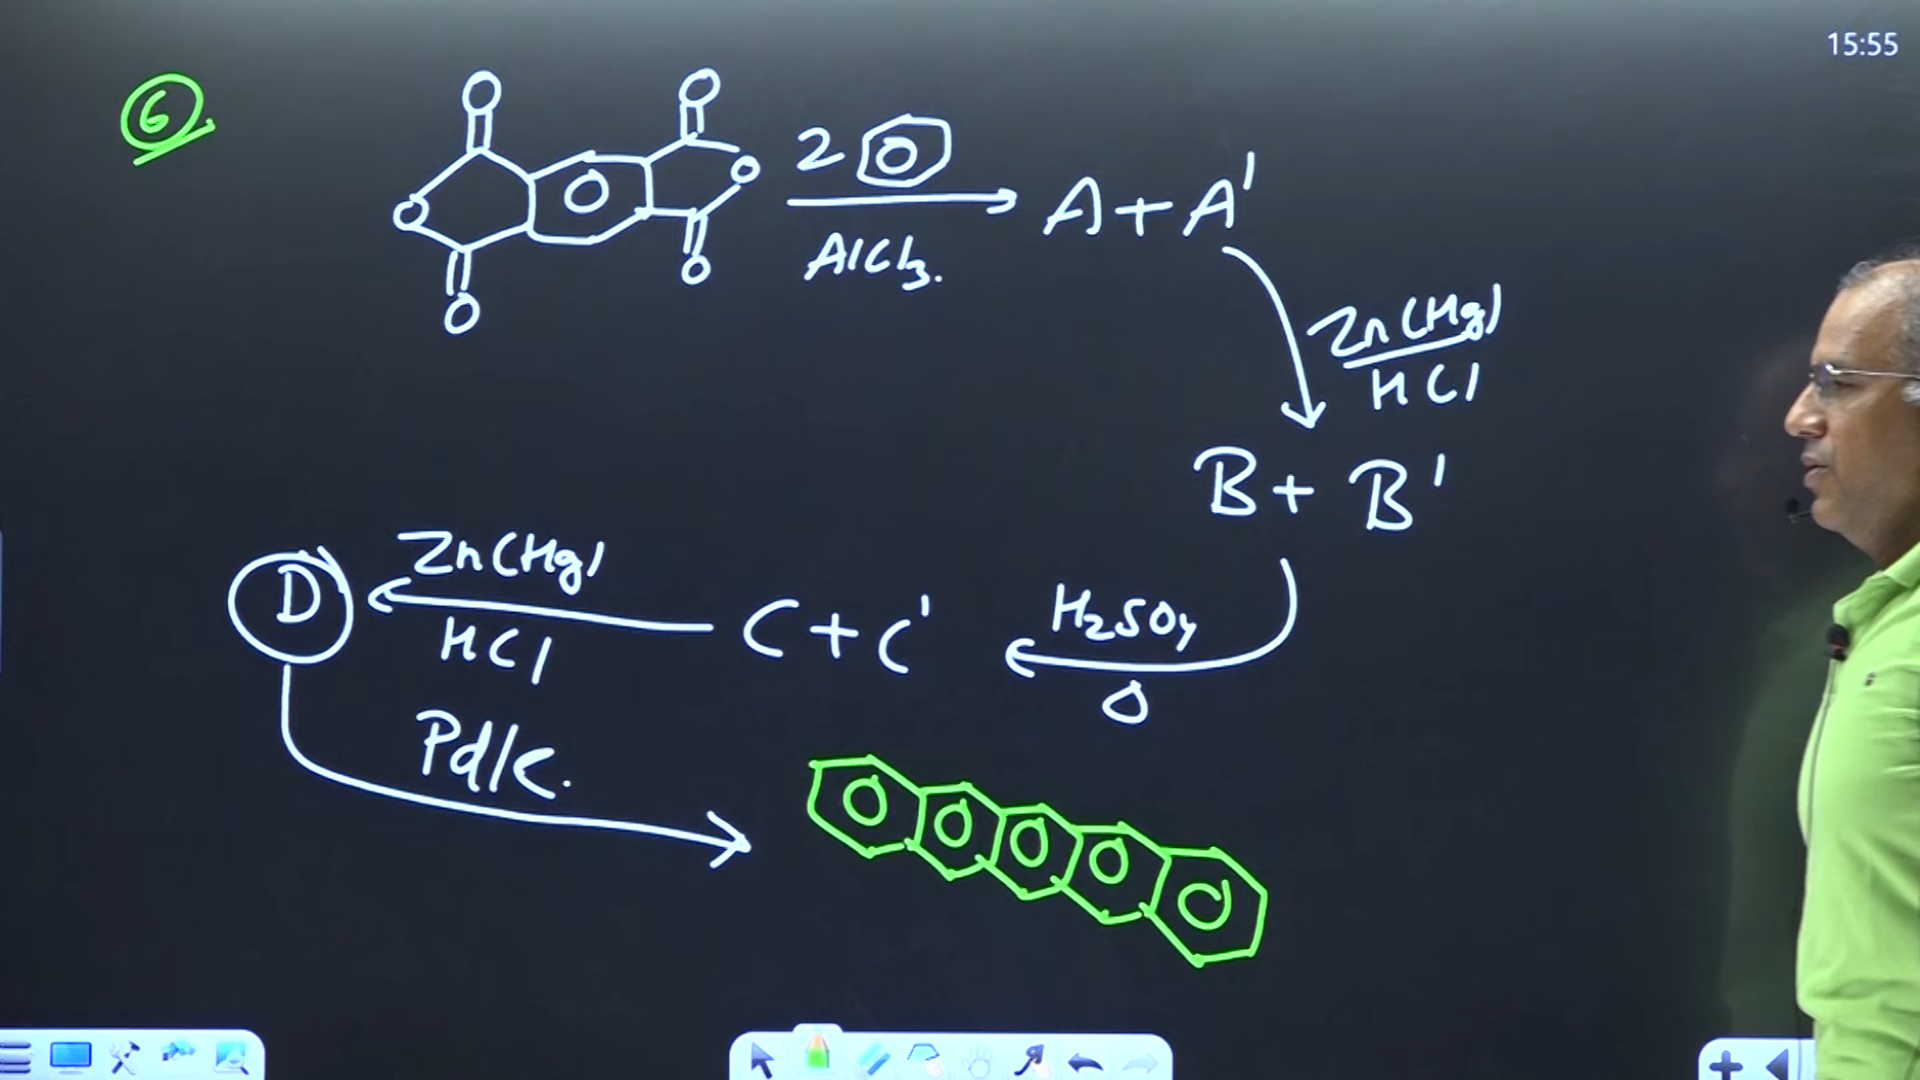 15:55
6
O O
O O
O O
2
AlCl3.
A + A'
Zn(Hg)
HCl
B + B'
H2SO4
Δ
C + C'
Zn(Hg)
HCl
D
Pd/C.